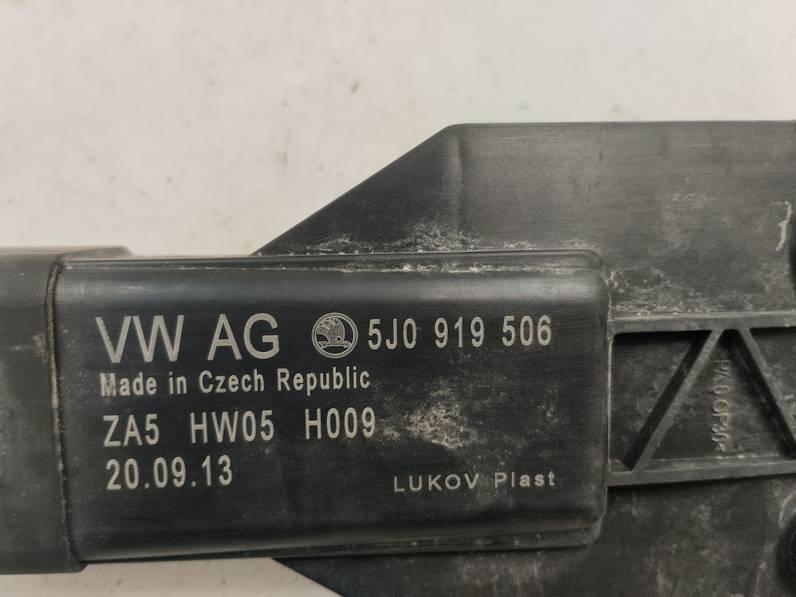 VW AG 5J0 919 506
Made in Czech Republic
ZA5 HW05 H009
20.09.13
LUKOV Plast